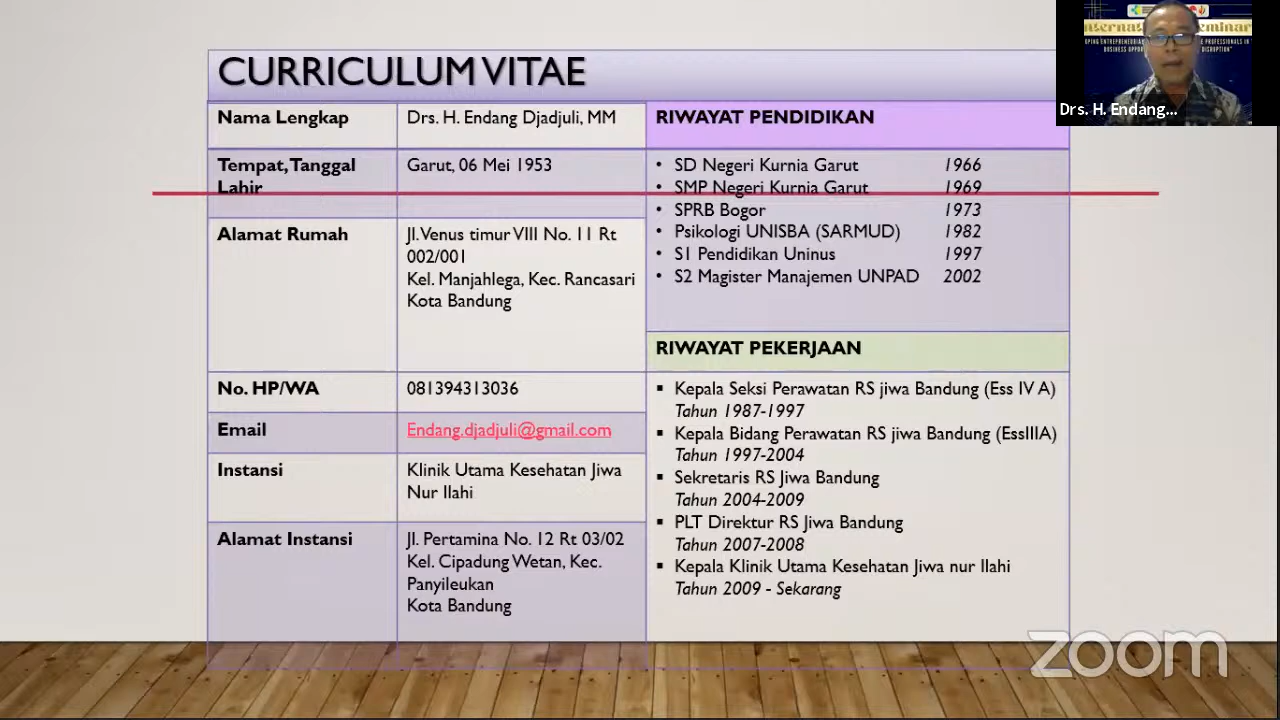 CURRICULUM VITAE
Nama Lengkap
Drs. H. Endang Djadjuli, MM
Tempat, Tanggal
Lahir
Garut, 06 Mei 1953
Alamat Rumah
Jl. Venus timur VIII No. 11 Rt
002/001
Kel. Manjahlega, Kec. Rancasari
Kota Bandung
No. HP/WA
081394313036
Email
Endang.djadjuli@gmail.com
Instansi
Klinik Utama Kesehatan Jiwa
Nur Ilahi
Alamat Instansi
Jl. Pertamina No. 12 Rt 03/02
Kel. Cipadung Wetan, Kec.
Panyileukan
Kota Bandung
RIWAYAT PENDIDIKAN
• SD Negeri Kurnia Garut 1966
• SMP Negeri Kurnia Garut 1969
• SPRB Bogor 1973
• Psikologi UNISBA (SARMUD) 1982
• S1 Pendidikan Uninus 1997
• S2 Magister Manajemen UNPAD 2002
RIWAYAT PEKERJAAN
▪ Kepala Seksi Perawatan RS jiwa Bandung (Ess IV A)
Tahun 1987-1997
▪ Kepala Bidang Perawatan RS jiwa Bandung (EssIIIA)
Tahun 1997-2004
▪ Sekretaris RS Jiwa Bandung
Tahun 2004-2009
▪ PLT Direktur RS Jiwa Bandung
Tahun 2007-2008
▪ Kepala Klinik Utama Kesehatan Jiwa nur Ilahi
Tahun 2009 - Sekarang
Drs. H. Endang...
zoom